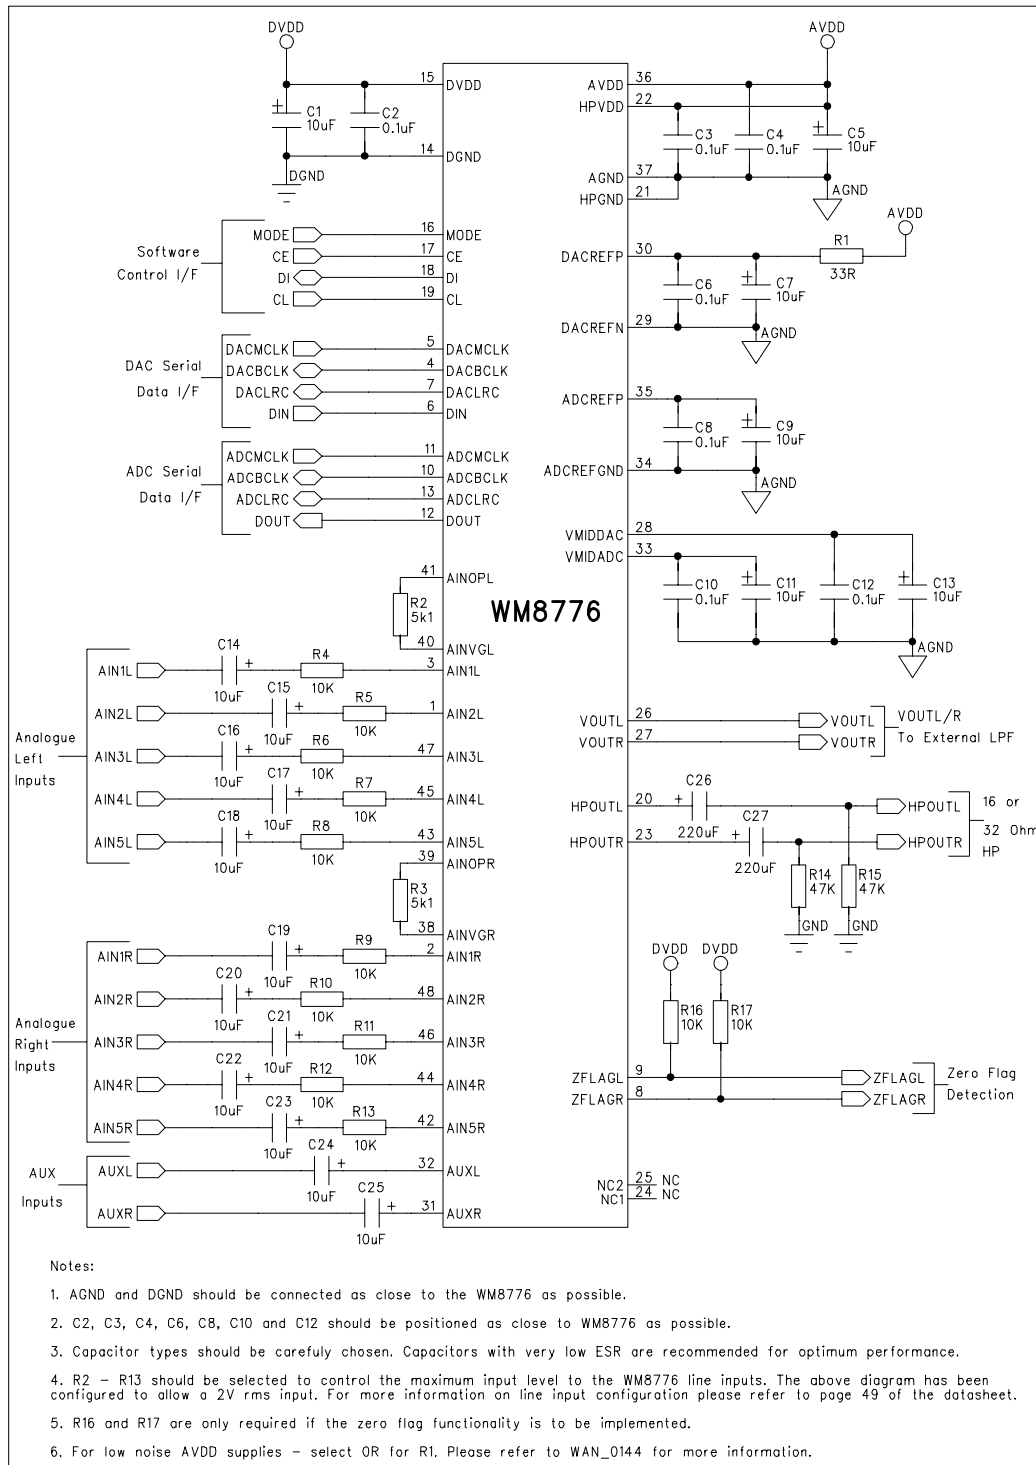 DVDD
AVDD
15 DVDD
C1
10uF
C2
0.1uF
14 DGND
DGND
AVDD 36
HPVDD 22
C3
0.1uF
C4
0.1uF
C5
10uF
AGND 37
HPGND 21
AGND
Software
Control I/F
MODE 16 MODE
CE 17 CE
DI 18 DI
CL 19 CL
AVDD
DACREFP 30
R1
33R
C6
0.1uF
C7
10uF
DACREFN 29
AGND
DAC Serial
Data I/F
DACMCLK 5 DACMCLK
DACBCLK 4 DACBCLK
DACLRC 7 DACLRC
DIN 6 DIN
ADCREFP 35
C8
0.1uF
C9
10uF
ADCREFGND 34
AGND
ADC Serial
Data I/F
ADCMCLK 11 ADCMCLK
ADCBCLK 10 ADCBCLK
ADCLRC 13 ADCLRC
DOUT 12 DOUT
VMIDDAC 28
VMIDADC 33
C10
0.1uF
C11
10uF
C12
0.1uF
C13
10uF
AGND
WM8776
41 AINOPL
R2
5k1
40 AINVGL
Analogue
Left
Inputs
AIN1L C14 10uF R4 10K 3 AIN1L
AIN2L C15 10uF R5 10K 1 AIN2L
AIN3L C16 10uF R6 10K 47 AIN3L
AIN4L C17 10uF R7 10K 45 AIN4L
AIN5L C18 10uF R8 10K 43 AIN5L
39 AINOPR
R3
5k1
38 AINVGR
Analogue
Right
Inputs
AIN1R C19 10uF R9 10K 2 AIN1R
AIN2R C20 10uF R10 10K 48 AIN2R
AIN3R C21 10uF R11 10K 46 AIN3R
AIN4R C22 10uF R12 10K 44 AIN4R
AIN5R C23 10uF R13 10K 42 AIN5R
AUX
Inputs
AUXL C24 10uF 32 AUXL
AUXR C25 10uF 31 AUXR
VOUTL 26 VOUTL
VOUTR 27 VOUTR
VOUTL/R
To External LPF
HPOUTL 20 C26 220uF HPOUTL
HPOUTR 23 C27 220uF HPOUTR
16 or
32 Ohm
HP
R14
47K
R15
47K
GND
GND
DVDD
DVDD
R16
10K
R17
10K
ZFLAGL 9 ZFLAGL
ZFLAGR 8 ZFLAGR
Zero Flag
Detection
NC2 25 NC
NC1 24 NC
Notes:
1. AGND and DGND should be connected as close to the WM8776 as possible.
2. C2, C3, C4, C6, C8, C10 and C12 should be positioned as close to WM8776 as possible.
3. Capacitor types should be carefuly chosen. Capacitors with very low ESR are recommended for optimum performance.
4. R2 – R13 should be selected to control the maximum input level to the WM8776 line inputs. The above diagram has been
configured to allow a 2V rms input. For more information on line input configuration please refer to page 49 of the datasheet.
5. R16 and R17 are only required if the zero flag functionality is to be implemented.
6. For low noise AVDD supplies – select 0R for R1. Please refer to WAN_0144 for more information.